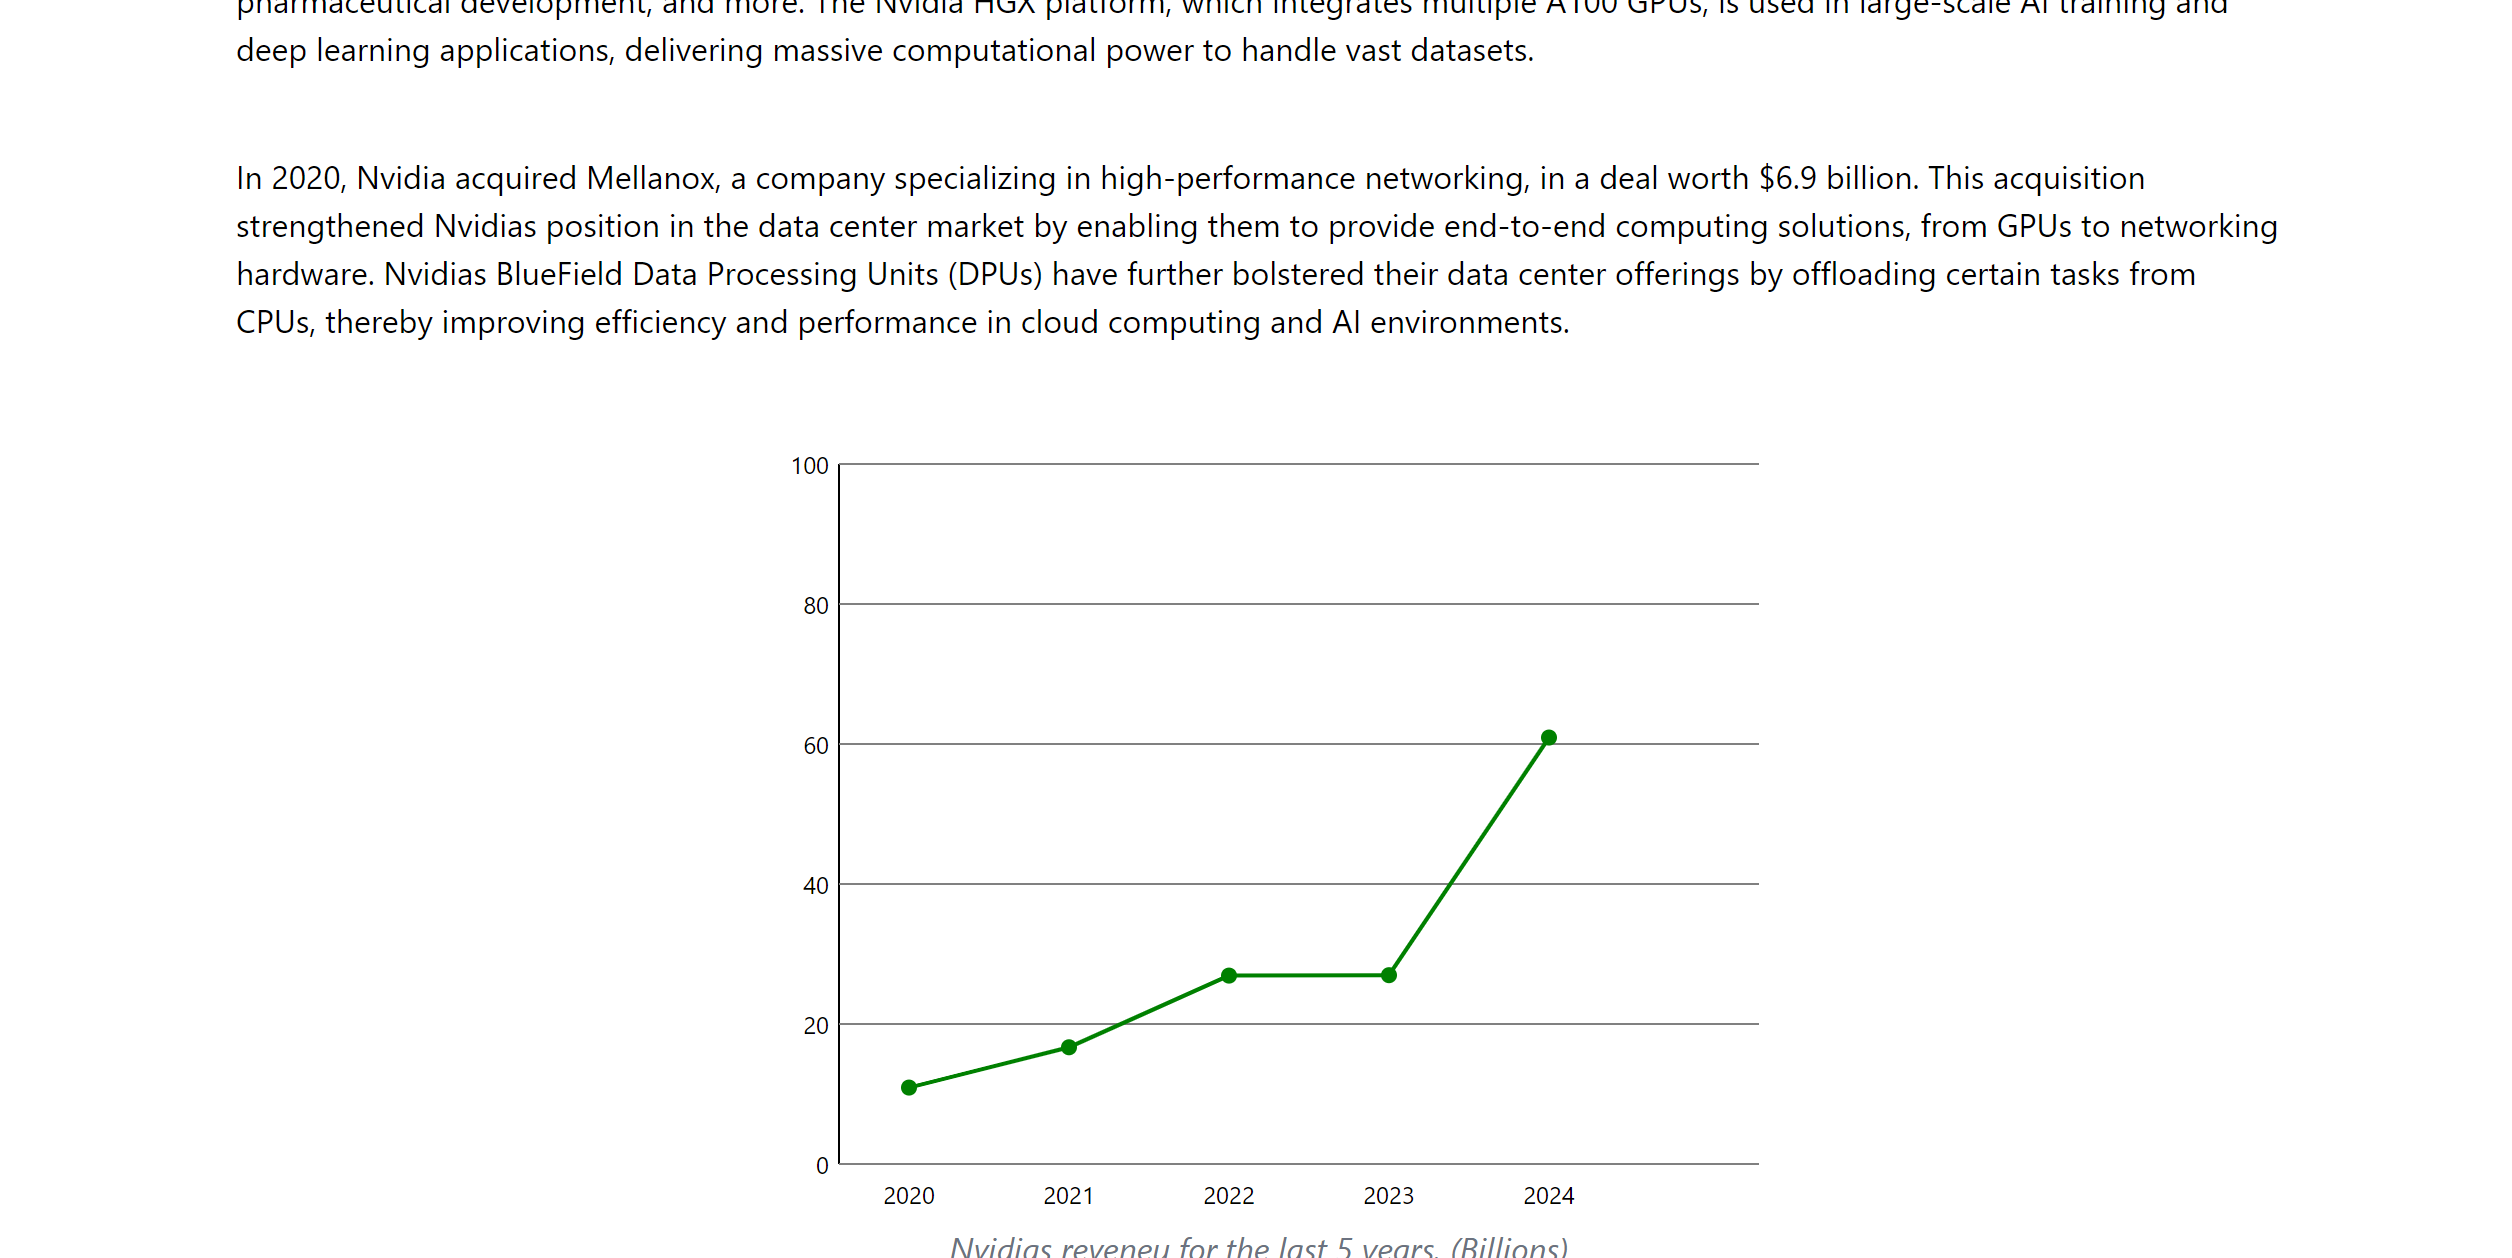 pharmaceutical development, and more. The Nvidia HGX platform, which integrates multiple A100 GPUs, is used in large-scale AI training and
deep learning applications, delivering massive computational power to handle vast datasets.
In 2020, Nvidia acquired Mellanox, a company specializing in high-performance networking, in a deal worth $6.9 billion. This acquisition
strengthened Nvidias position in the data center market by enabling them to provide end-to-end computing solutions, from GPUs to networking
hardware. Nvidias BlueField Data Processing Units (DPUs) have further bolstered their data center offerings by offloading certain tasks from
CPUs, thereby improving efficiency and performance in cloud computing and AI environments.
100
80
60
40
20
0
2020 2021 2022 2023 2024
Nvidias reveneu for the last 5 years. (Billions)